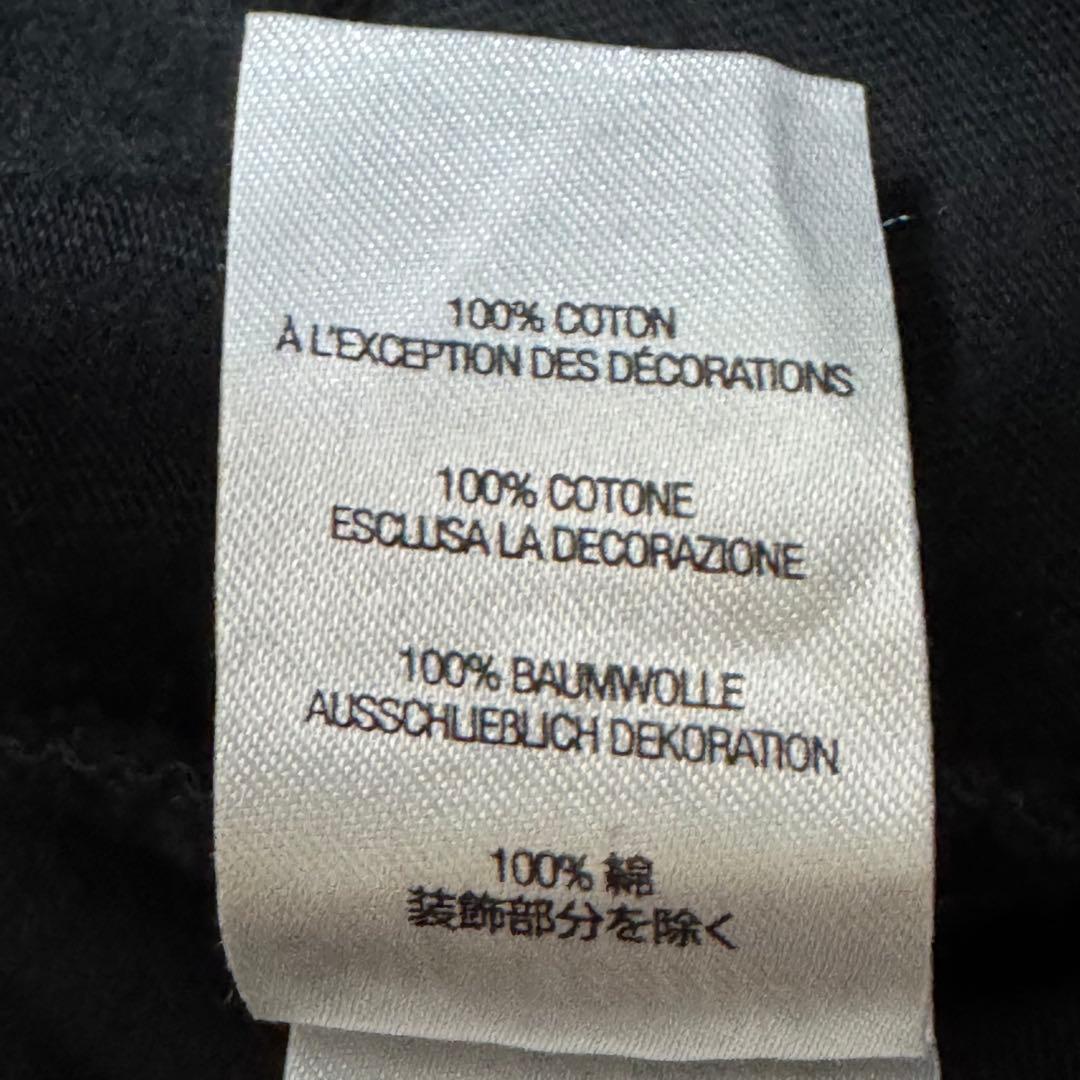 100% COTON
À L'EXCEPTION DES DÉCORATIONS
100% COTONE
ESCLUSA LA DECORAZIONE
100% BAUMWOLLE
AUSSCHLIEBLICH DEKORATION
100% 綿
装飾部分を除く